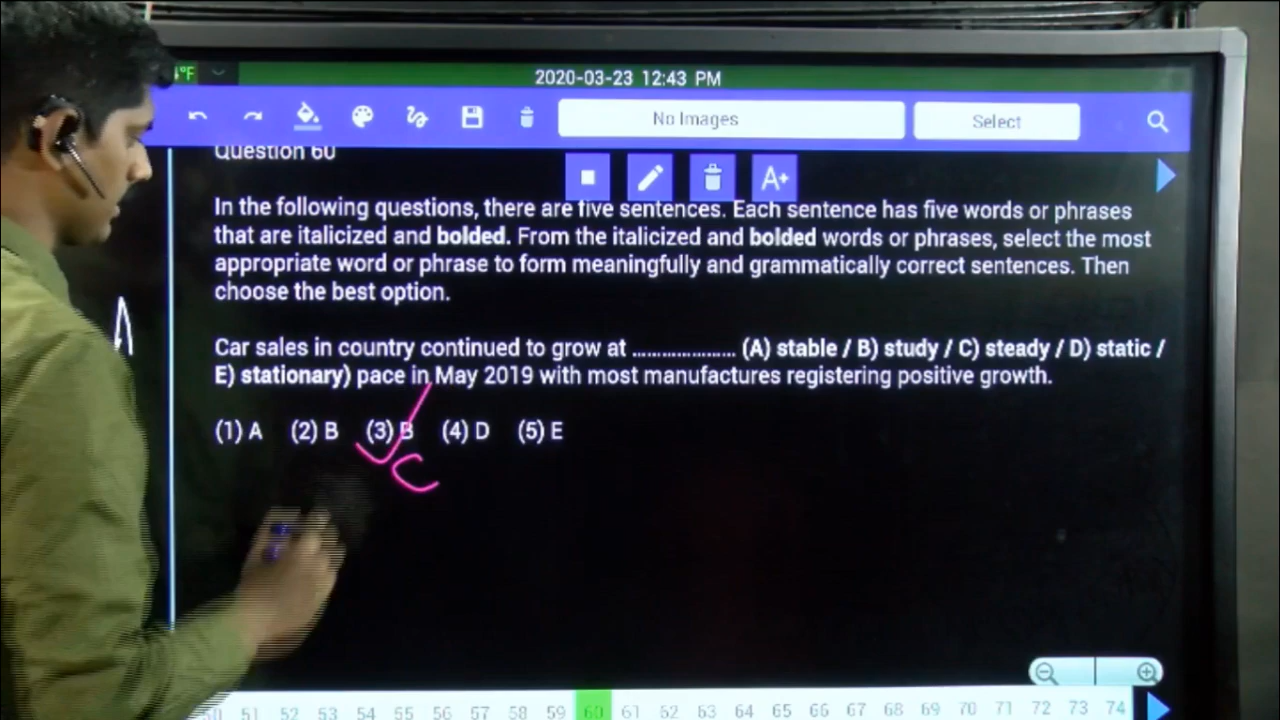 °F
2020-03-23 12:43 PM
No Images
Select
A+
Question 60
In the following questions, there are five sentences. Each sentence has five words or phrases
that are italicized and bolded. From the italicized and bolded words or phrases, select the most
appropriate word or phrase to form meaningfully and grammatically correct sentences. Then
choose the best option.
Car sales in country continued to grow at ..................... (A) stable / B) study / C) steady / D) static /
E) stationary) pace in May 2019 with most manufactures registering positive growth.
(1) A (2) B (3) B (4) D (5) E
C
51 52 53 54 55 56 57 58 59 60 61 62 63 64 65 66 67 68 69 70 71 72 73 74